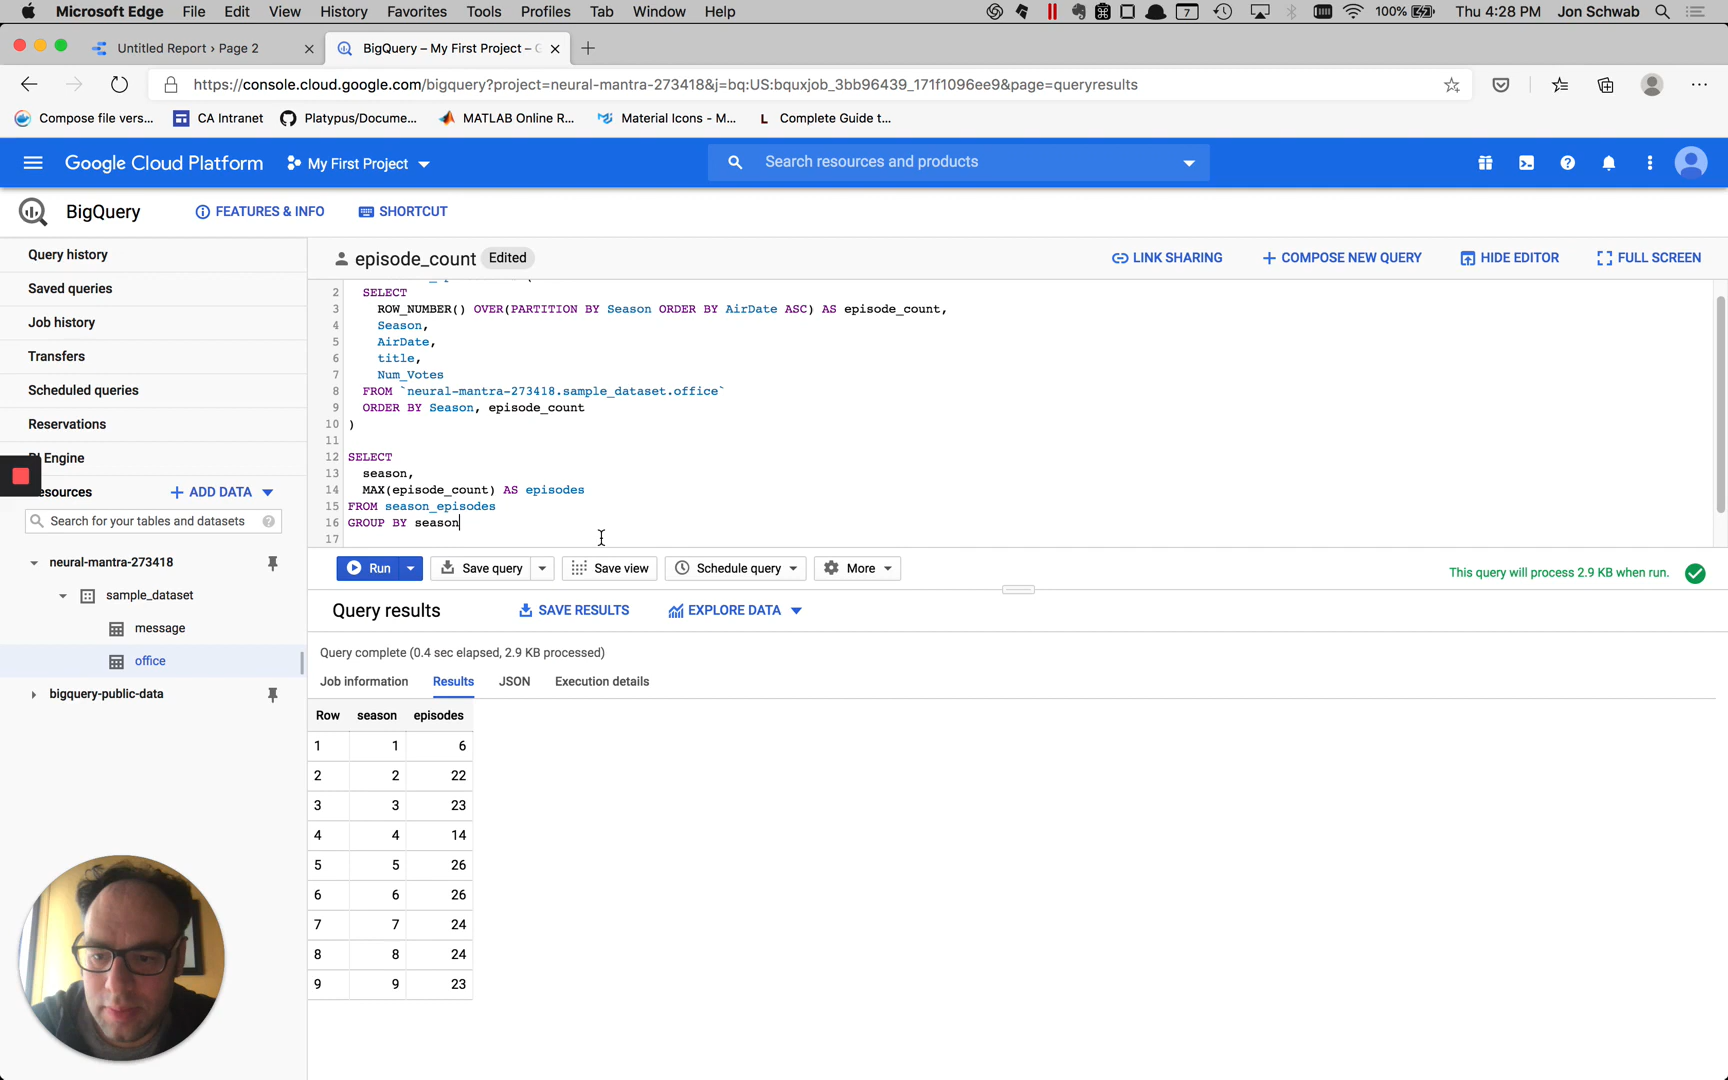 Microsoft Edge File Edit View History Favorites Tools Profiles Tab Window Help 7 100% Thu 4:28 PM Jon Schwab
Untitled Report › Page 2
BigQuery – My First Project – G
https://console.cloud.google.com/bigquery?project=neural-mantra-273418&j=bq:US:bquxjob_3bb96439_171f1096ee9&page=queryresults
Compose file vers... CA Intranet Platypus/Docume... MATLAB Online R... Material Icons - M... L Complete Guide t...
Google Cloud Platform My First Project Search resources and products
BigQuery FEATURES & INFO SHORTCUT
Query history
Saved queries
Job history
Transfers
Scheduled queries
Reservations
BI Engine
esources ADD DATA
Search for your tables and datasets
neural-mantra-273418
sample_dataset
message
office
bigquery-public-data
episode_count Edited LINK SHARING COMPOSE NEW QUERY HIDE EDITOR FULL SCREEN
2 SELECT
3 ROW_NUMBER() OVER(PARTITION BY Season ORDER BY AirDate ASC) AS episode_count,
4 Season,
5 AirDate,
6 title,
7 Num_Votes
8 FROM `neural-mantra-273418.sample_dataset.office`
9 ORDER BY Season, episode_count
10 )
11
12 SELECT
13 season,
14 MAX(episode_count) AS episodes
15 FROM season_episodes
16 GROUP BY season
17
Run Save query Save view Schedule query More This query will process 2.9 KB when run.
Query results SAVE RESULTS EXPLORE DATA
Query complete (0.4 sec elapsed, 2.9 KB processed)
Job information Results JSON Execution details
Row season episodes
1 1 6
2 2 22
3 3 23
4 4 14
5 5 26
6 6 26
7 7 24
8 8 24
9 9 23